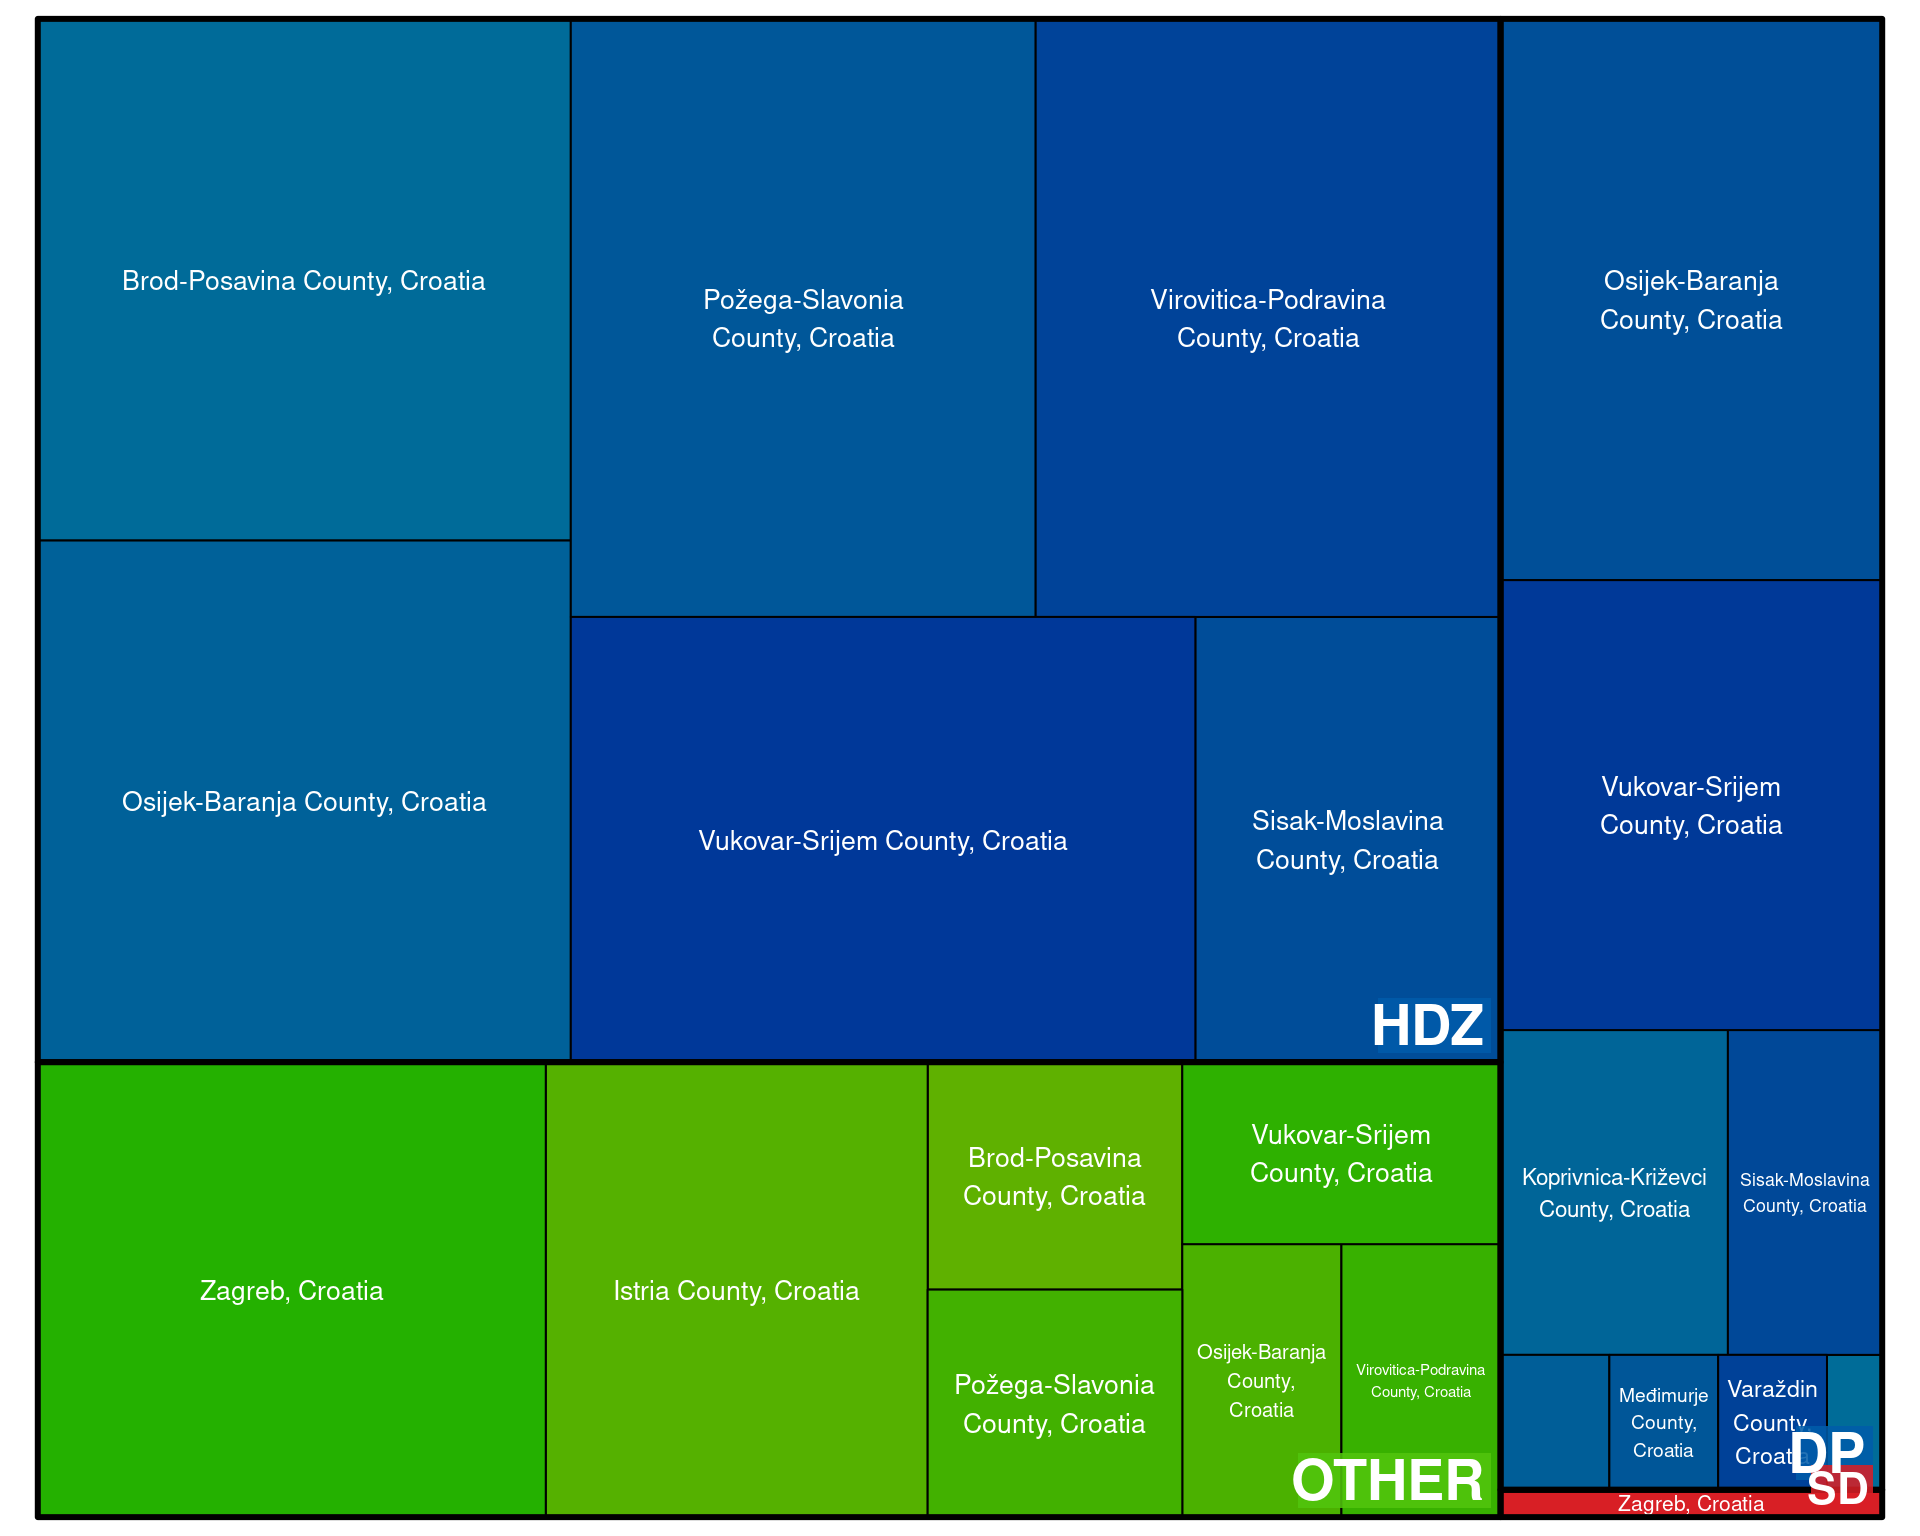 Brod-Posavina County, Croatia
Požega-Slavonia
County, Croatia
Virovitica-Podravina
County, Croatia
Osijek-Baranja County, Croatia
Vukovar-Srijem County, Croatia
Sisak-Moslavina
County, Croatia
HDZ
Zagreb, Croatia
Istria County, Croatia
Brod-Posavina
County, Croatia
Požega-Slavonia
County, Croatia
Vukovar-Srijem
County, Croatia
Osijek-Baranja
County,
Croatia
Virovitica-Podravina
County, Croatia
OTHER
Osijek-Baranja
County, Croatia
Vukovar-Srijem
County, Croatia
Koprivnica-Križevci
County, Croatia
Sisak-Moslavina
County, Croatia
Međimurje
County,
Croatia
Varaždin
County,
Croatia
DP
SD
Zagreb, Croatia